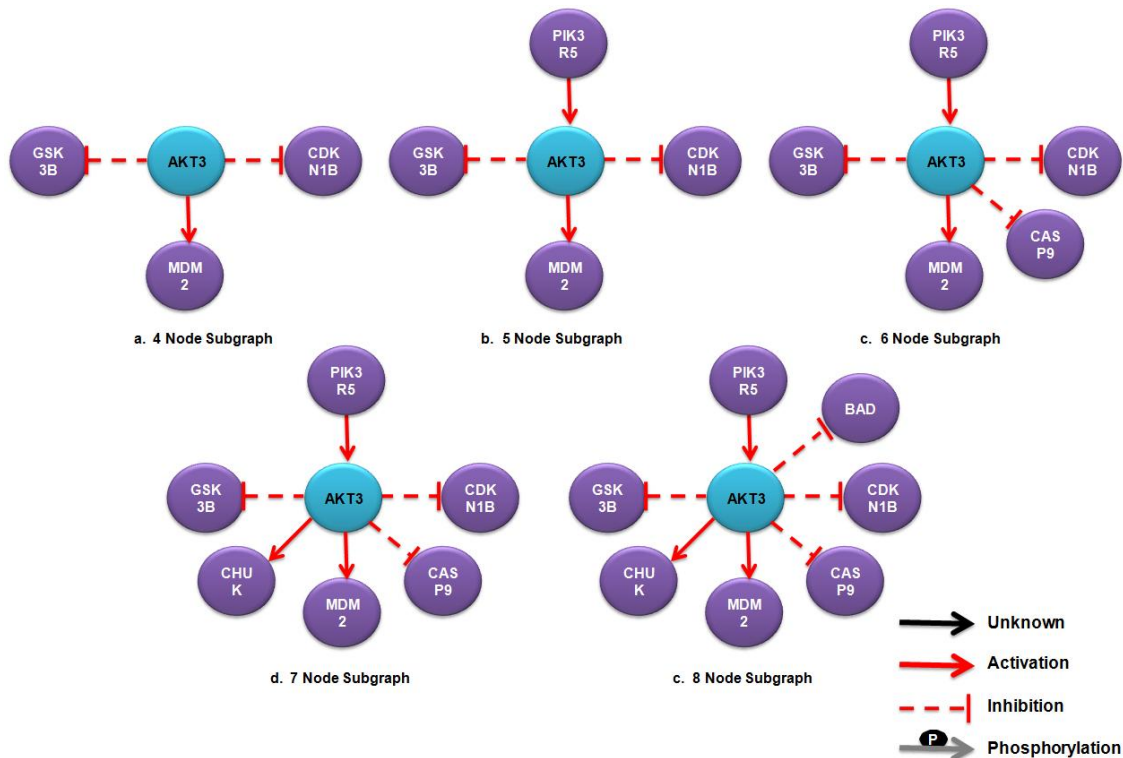 GSK
3B
AKT3
CDK
N1B
MDM
2
a. 4 Node Subgraph
PIK3
R5
GSK
3B
AKT3
CDK
N1B
MDM
2
b. 5 Node Subgraph
PIK3
R5
GSK
3B
AKT3
CDK
N1B
CAS
P9
MDM
2
c. 6 Node Subgraph
PIK3
R5
GSK
3B
AKT3
CDK
N1B
CHU
K
MDM
2
CAS
P9
d. 7 Node Subgraph
PIK3
R5
BAD
GSK
3B
AKT3
CDK
N1B
CHU
K
MDM
2
CAS
P9
c. 8 Node Subgraph
Unknown
Activation
Inhibition
P
Phosphorylation